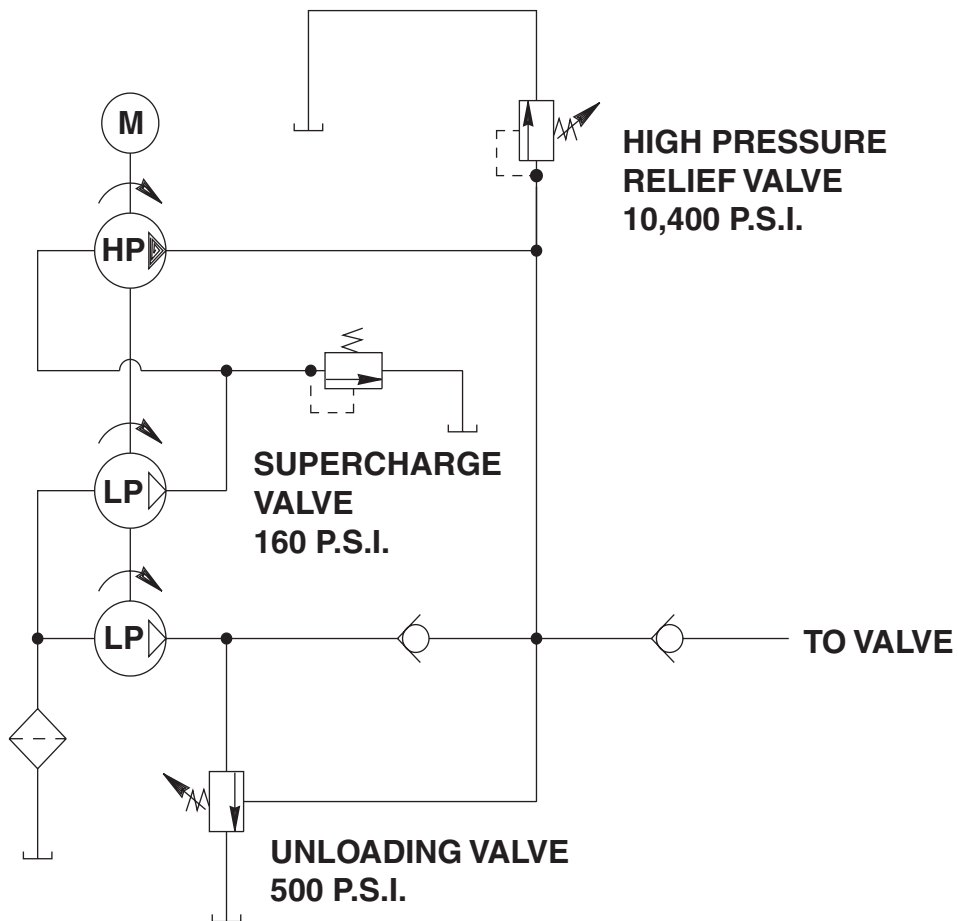 M
HIGH PRESSURE
RELIEF VALVE
10,400 P.S.I.
HP
SUPERCHARGE
VALVE
160 P.S.I.
LP
LP
TO VALVE
UNLOADING VALVE
500 P.S.I.